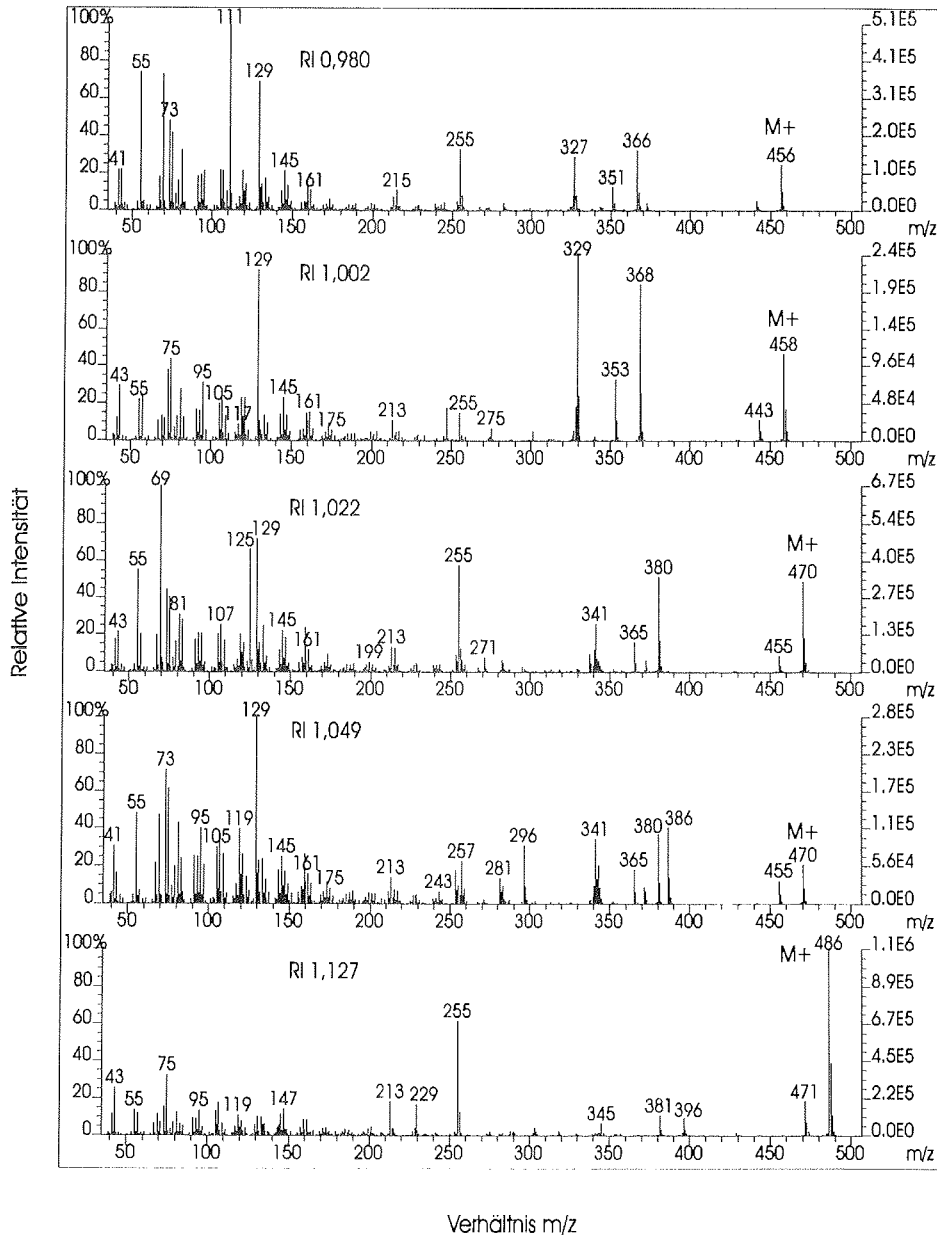 100% 111 5.1E5
80 55 RI 0,980 129 4.1E5
60 73 3.1E5
40 41 145 161 215 255 327 351 366 M+ 456 2.0E5
20 1.0E5
0 0.0E0
50 100 150 200 250 300 350 400 450 500 m/z
100% 129 RI 1,002 329 2.4E5
80 368 1.9E5
60 75 M+ 458 1.4E5
40 43 55 95 105 117 145 161 175 213 255 275 353 443 9.6E4
20 4.8E4
0 0.0E0
50 100 150 200 250 300 350 400 450 500 m/z
100% 69 6.7E5
80 RI 1,022 125 129 5.4E5
60 55 255 380 M+ 470 4.0E5
40 43 81 107 145 161 199 213 271 341 365 455 2.7E5
20 1.3E5
0 0.0E0
50 100 150 200 250 300 350 400 450 500 m/z
100% 129 RI 1,049 2.8E5
80 73 2.3E5
60 55 1.7E5
40 41 95 105 119 145 161 175 213 243 257 281 296 341 365 380 386 455 M+ 470 1.1E5
20 5.6E4
0 0.0E0
50 100 150 200 250 300 350 400 450 500 m/z
100% M+ 486 1.1E6
80 RI 1,127 8.9E5
60 255 6.7E5
40 43 55 75 95 119 147 213 229 345 381 396 471 4.5E5
20 2.2E5
0 0.0E0
50 100 150 200 250 300 350 400 450 500 m/z
Relative Intensität
Verhältnis m/z